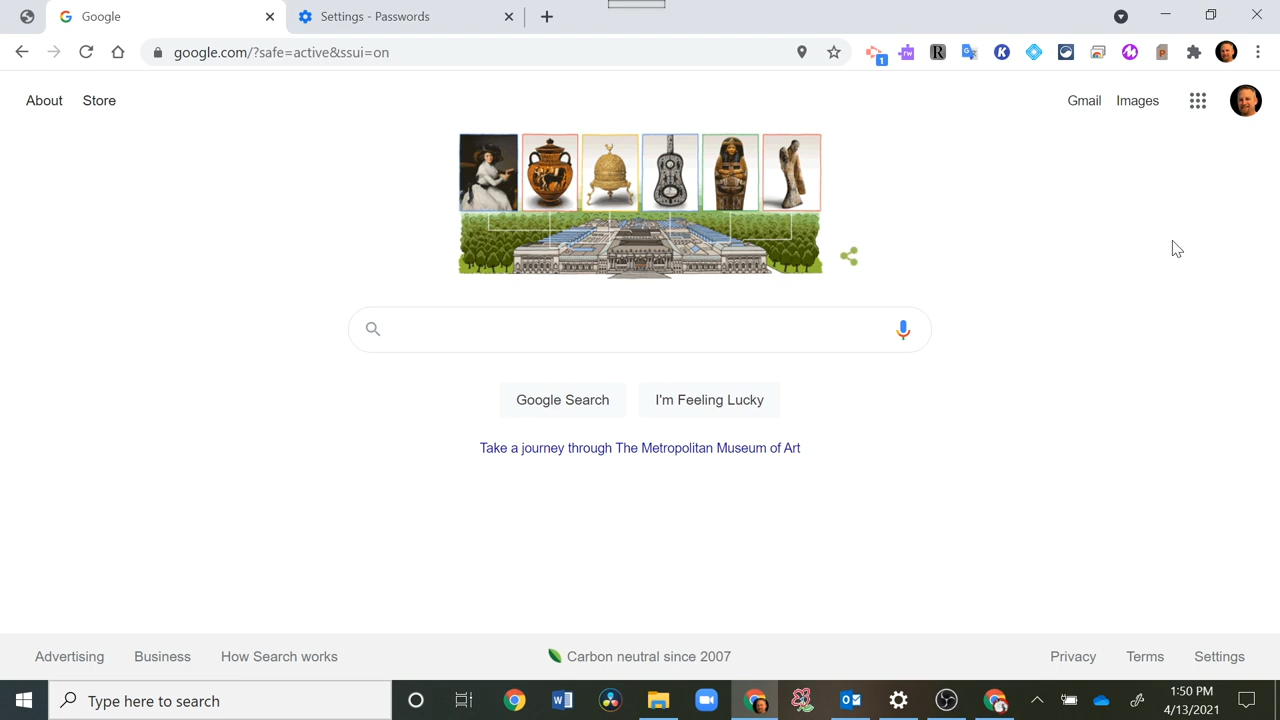 Google
Settings - Passwords
google.com/?safe=active&ssui=on
1
About
Store
Gmail
Images
Google Search
I'm Feeling Lucky
Take a journey through The Metropolitan Museum of Art
Advertising
Business
How Search works
Carbon neutral since 2007
Privacy
Terms
Settings
Type here to search
1:50 PM
4/13/2021